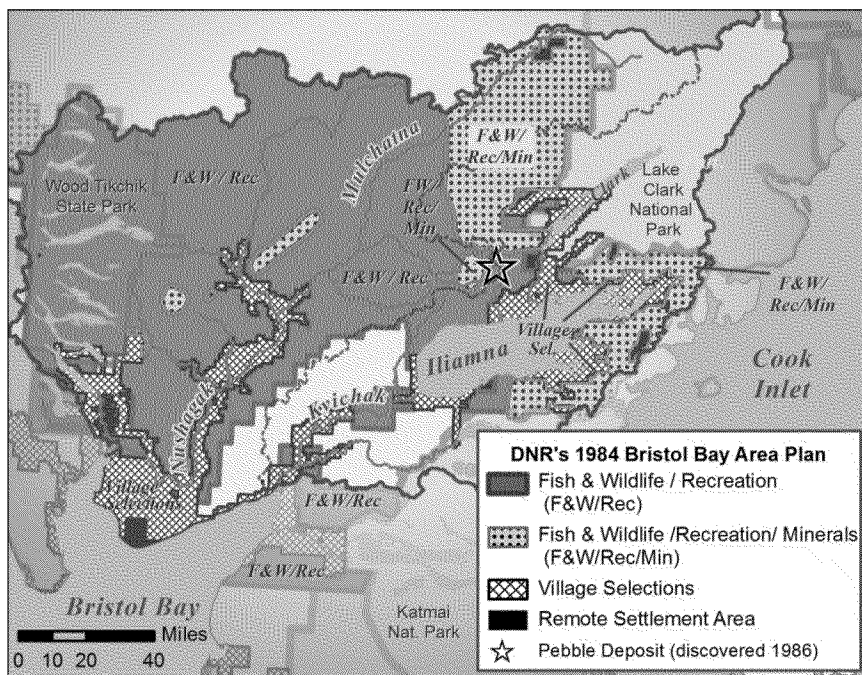 F&W/
Rec/Min
Mulchatna
F&W / Rec
Wood Tikchik
State Park
FW/
Rec/
Min
Clark
Lake
Clark
National
Park
F&W / Rec
F&W/
Rec/Min
Village
Sel.
Iliamna
Cook
Inlet
Nushagak
Kvichak
Village
Selections
F&W/Rec
F&W/Rec
Bristol Bay
Katmai
Nat. Park
Miles
0 10 20 40
DNR's 1984 Bristol Bay Area Plan
Fish & Wildlife / Recreation
(F&W/Rec)
Fish & Wildlife /Recreation/ Minerals
(F&W/Rec/Min)
Village Selections
Remote Settlement Area
Pebble Deposit (discovered 1986)